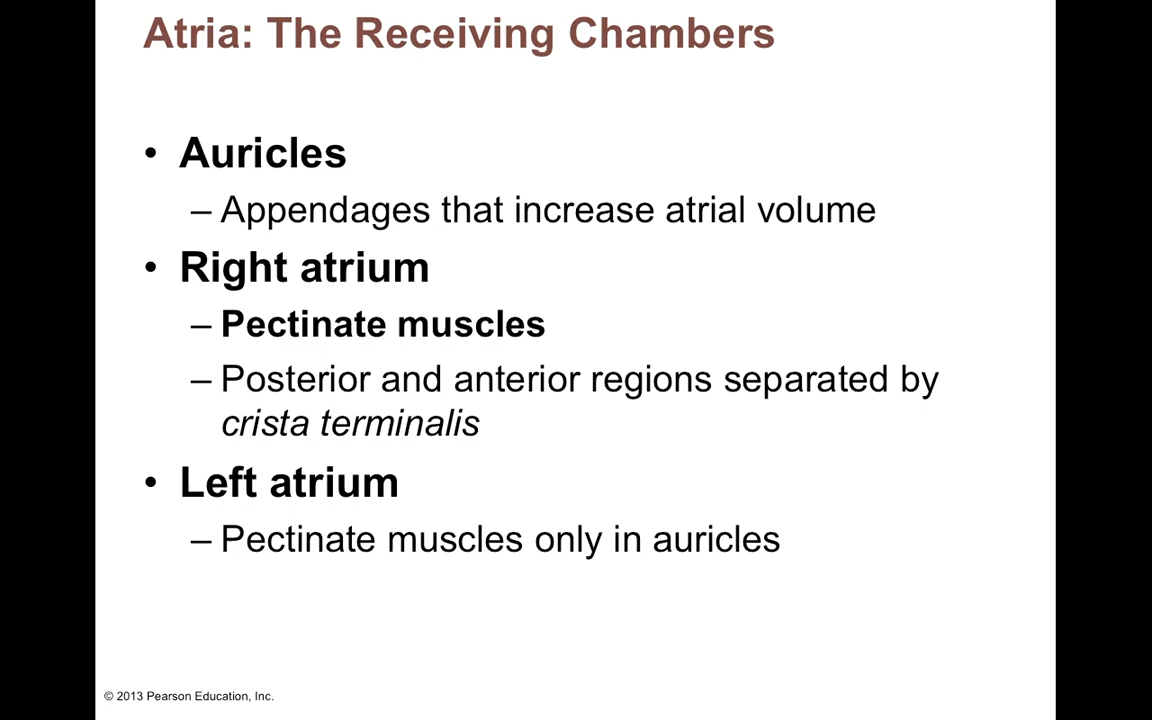 Atria: The Receiving Chambers
• Auricles
– Appendages that increase atrial volume
• Right atrium
– Pectinate muscles
– Posterior and anterior regions separated by
crista terminalis
• Left atrium
– Pectinate muscles only in auricles
© 2013 Pearson Education, Inc.